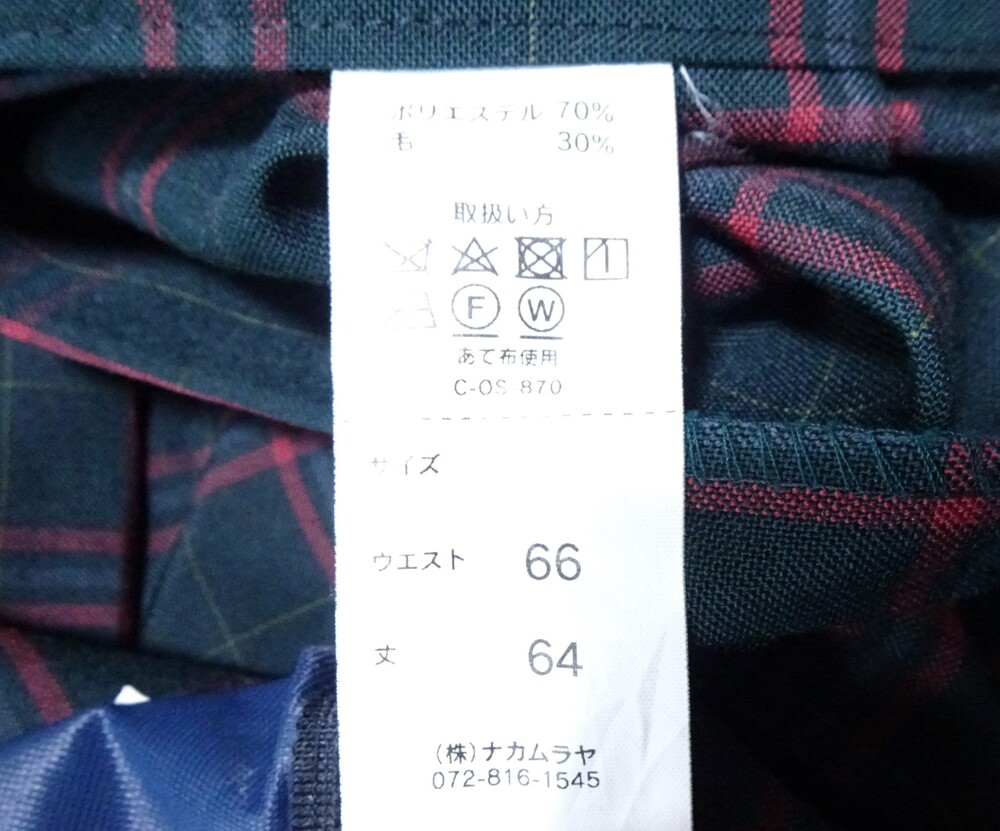 ポリエステル 70%
毛 30%
取扱い方
F W
あて布使用
C-OS-870
サイズ
ウエスト 66
丈 64
(株)ナカムラヤ
072-816-1545